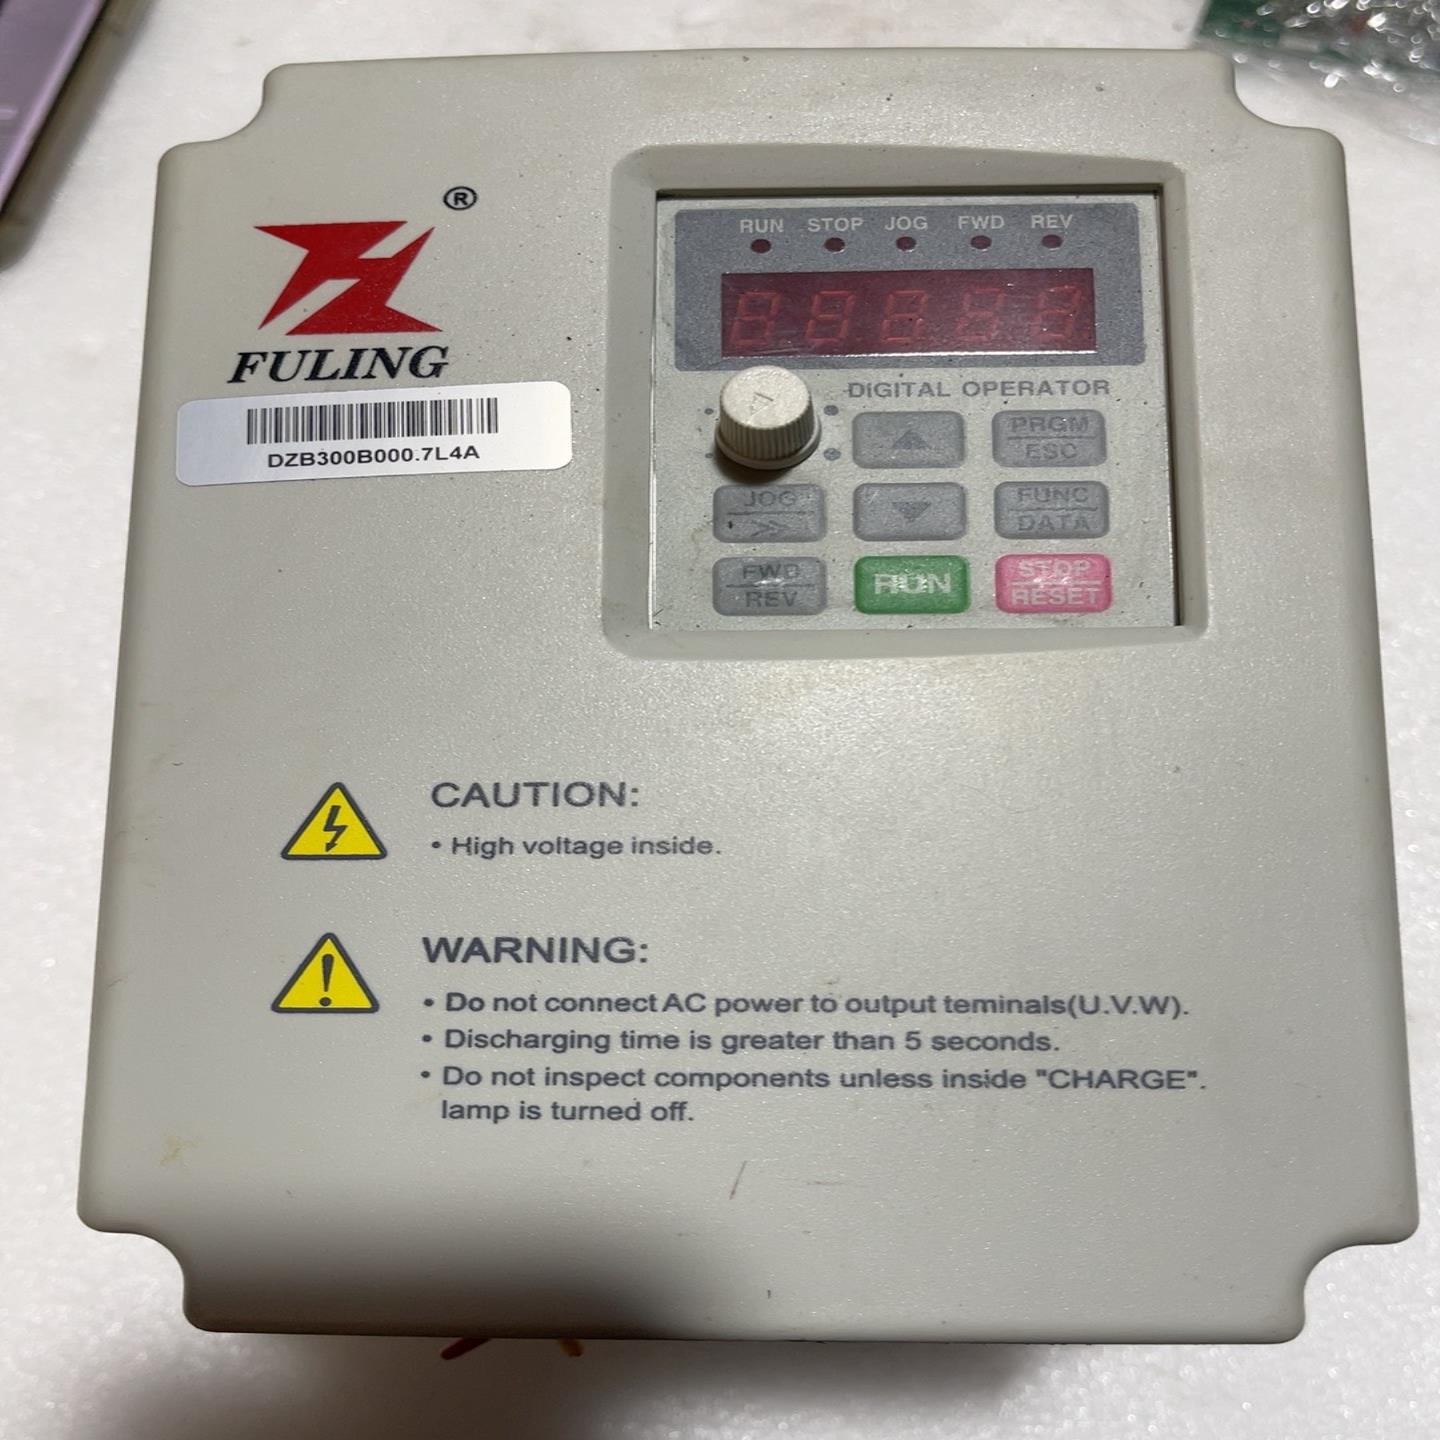 ®
FULING
DZB300B000.7L4A
RUN STOP JOG FWD REV
DIGITAL OPERATOR
PRGM
ESC
JOG
FUNC
DATA
FWD
REV
RUN
STOP
RESET
CAUTION:
• High voltage inside.
WARNING:
• Do not connect AC power to output teminals(U.V.W).
• Discharging time is greater than 5 seconds.
• Do not inspect components unless inside "CHARGE".
lamp is turned off.